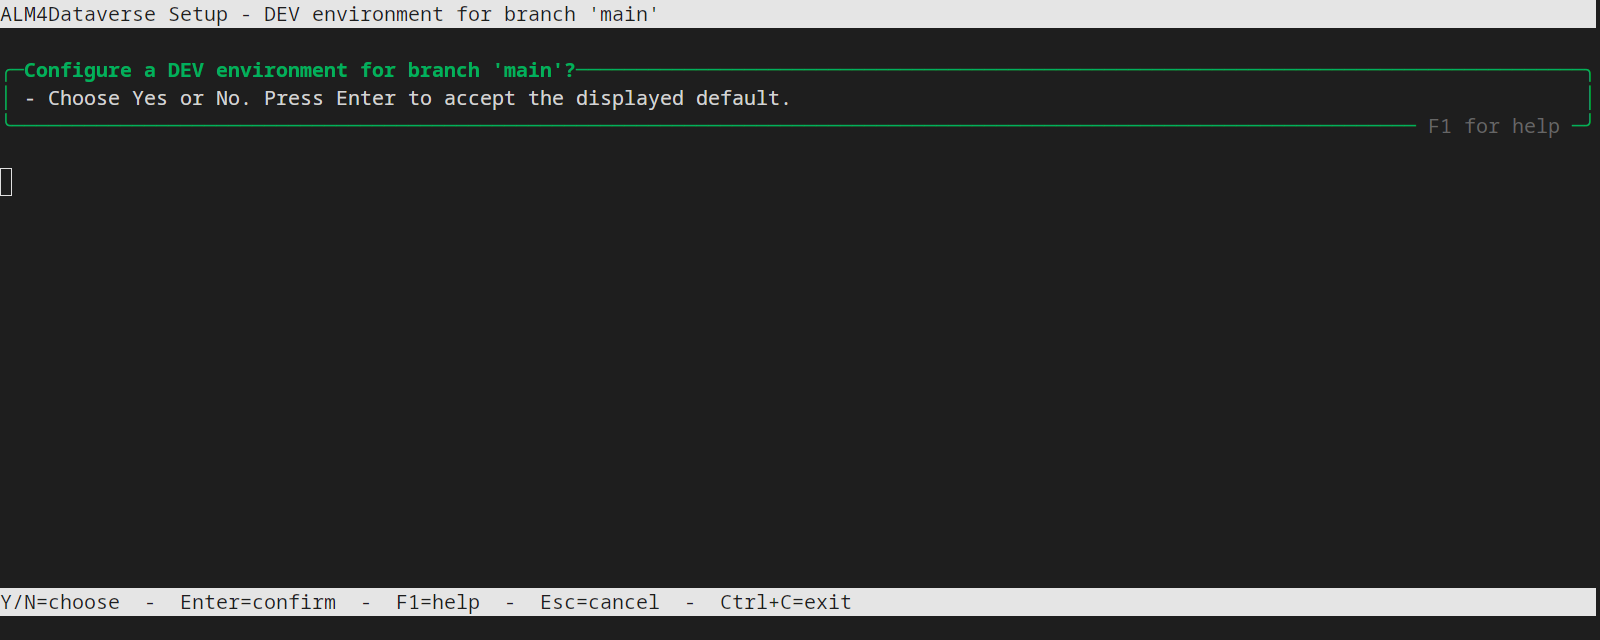 ALM4Dataverse Setup - DEV environment for branch 'main'
Configure a DEV environment for branch 'main'?
- Choose Yes or No. Press Enter to accept the displayed default.
F1 for help
Y/N=choose  -  Enter=confirm  -  F1=help  -  Esc=cancel  -  Ctrl+C=exit